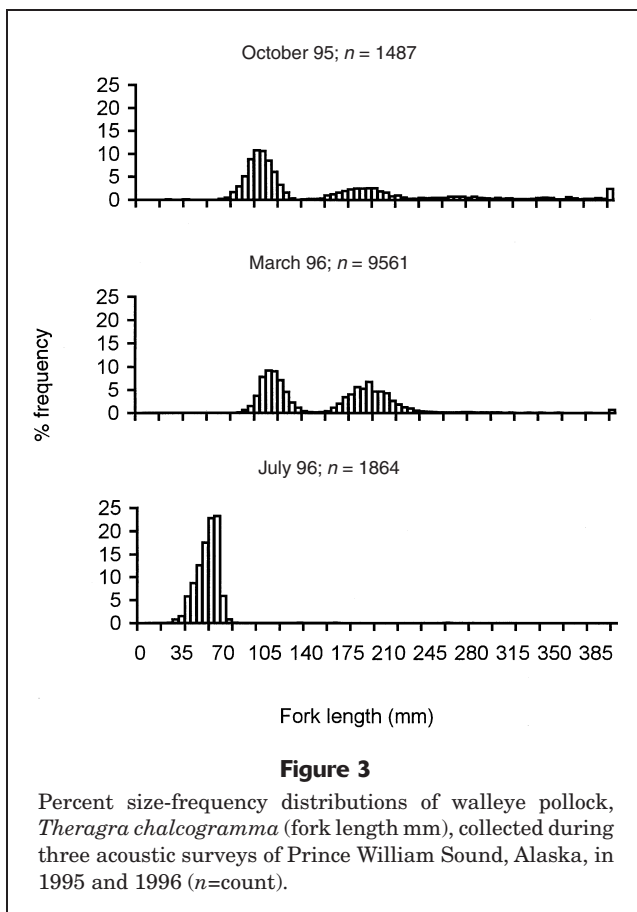 October 95; n = 1487
25
20
15
10
5
0
March 96; n = 9561
25
20
15
10
5
0
% frequency
July 96; n = 1864
25
20
15
10
5
0
0 35 70 105 140 175 210 245 280 315 350 385
Fork length (mm)
Figure 3
Percent size-frequency distributions of walleye pollock,
Theragra chalcogramma (fork length mm), collected during
three acoustic surveys of Prince William Sound, Alaska, in
1995 and 1996 (n=count).